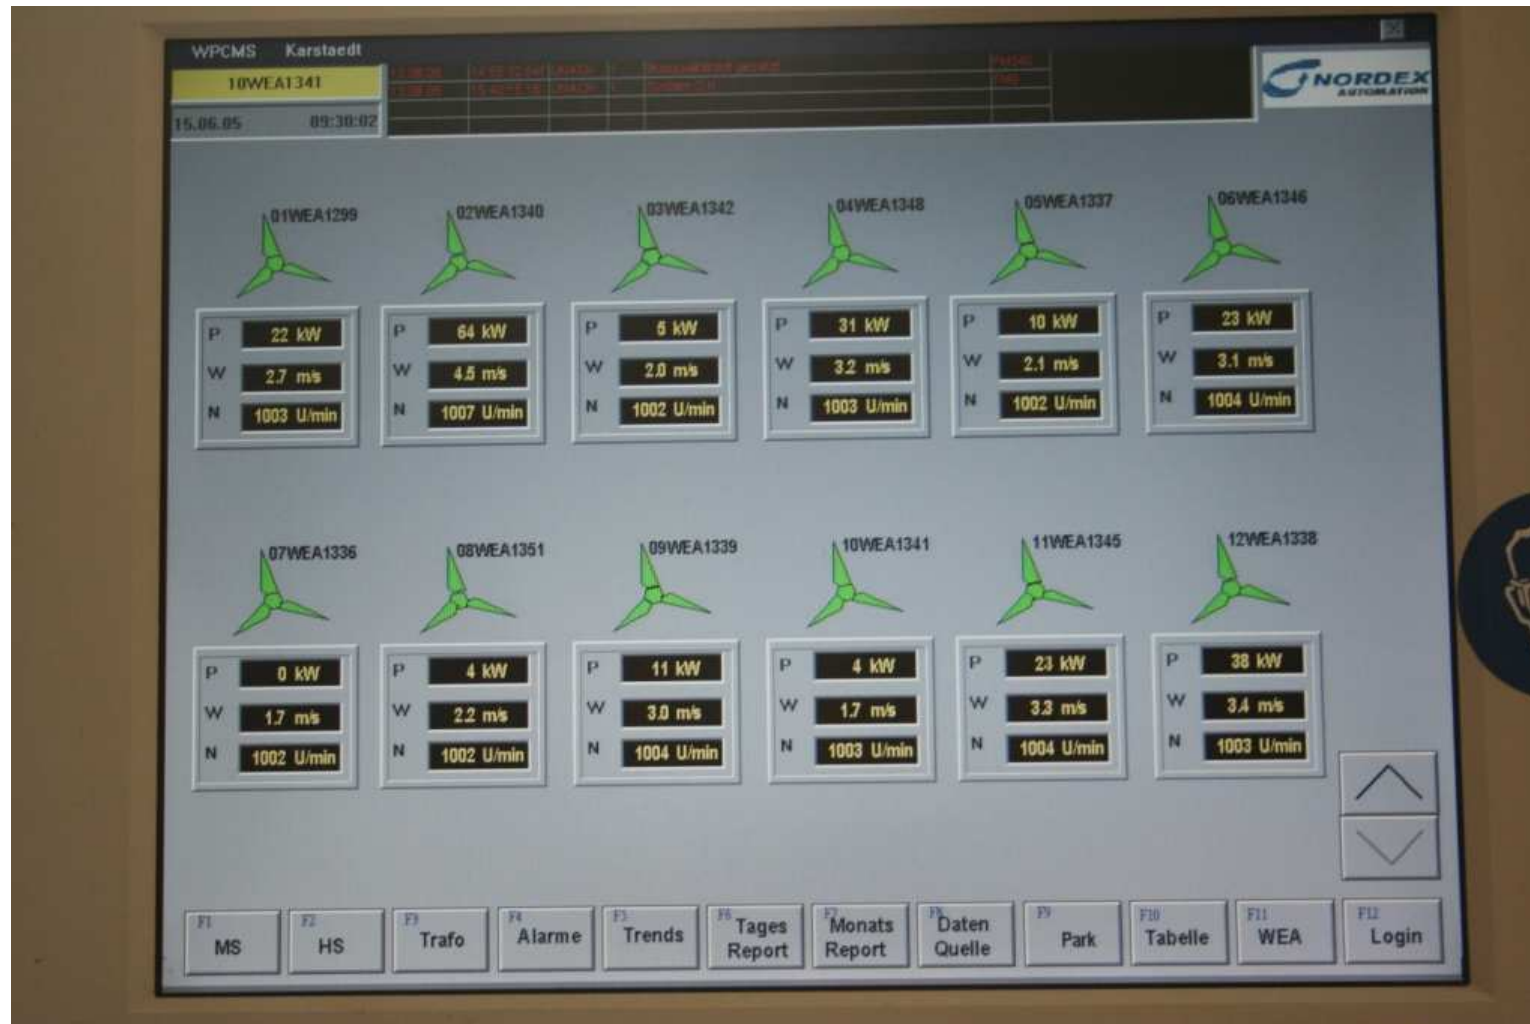 WPCMS Karstaedt
10WEA1341
15.06.05 09:30:02
NORDEX
AUTOMATION
01WEA1299 02WEA1340 03WEA1342 04WEA1348 05WEA1337 06WEA1346
P 22 kW P 64 kW P 5 kW P 31 kW P 10 kW P 23 kW
W 2.7 m/s W 4.5 m/s W 2.0 m/s W 3.2 m/s W 2.1 m/s W 3.1 m/s
N 1003 U/min N 1007 U/min N 1002 U/min N 1003 U/min N 1002 U/min N 1004 U/min
07WEA1336 08WEA1351 09WEA1339 10WEA1341 11WEA1345 12WEA1338
P 0 kW P 4 kW P 11 kW P 4 kW P 23 kW P 38 kW
W 1.7 m/s W 2.2 m/s W 3.0 m/s W 1.7 m/s W 3.3 m/s W 3.4 m/s
N 1002 U/min N 1002 U/min N 1004 U/min N 1003 U/min N 1004 U/min N 1003 U/min
F1 F2 F3 F4 F5 F6 F7 F8 F9 F10 F11 F12
MS HS Trafo Alarme Trends Tages Monats Daten Park Tabelle WEA Login
Report Report Quelle